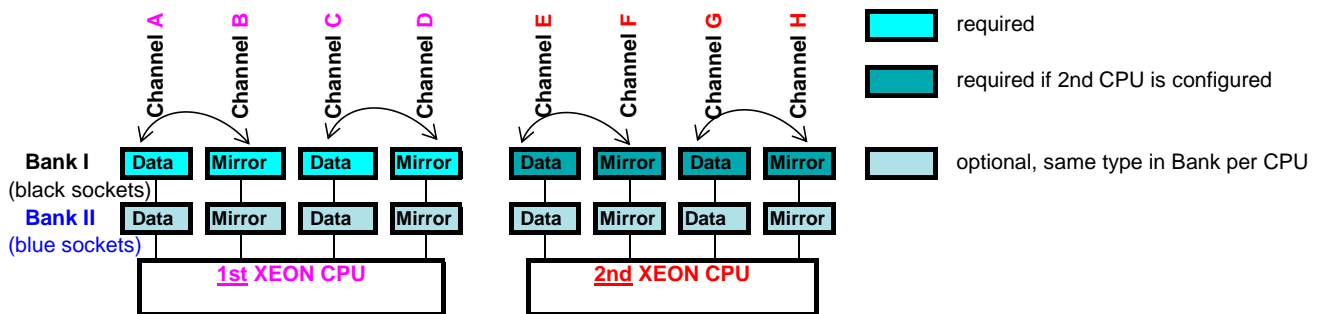 Channel A
Channel B
Channel C
Channel D
Channel E
Channel F
Channel G
Channel H
required
required if 2nd CPU is configured
optional, same type in Bank per CPU
Bank I Data Mirror Data Mirror Data Mirror Data Mirror
(black sockets)
Bank II Data Mirror Data Mirror Data Mirror Data Mirror
(blue sockets)
1st XEON CPU 2nd XEON CPU